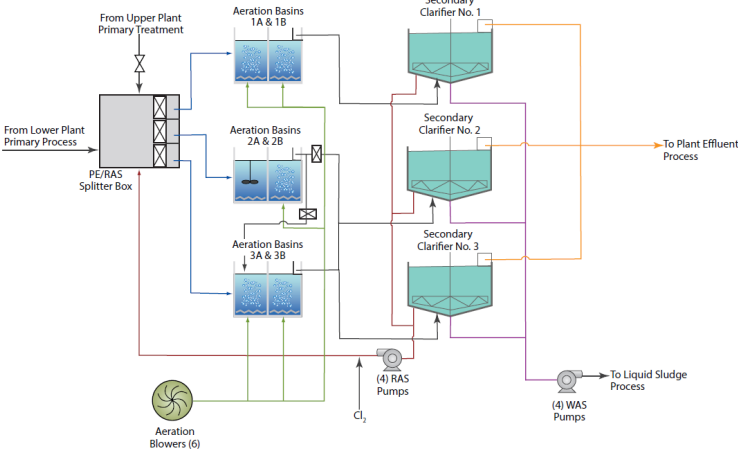 From Upper Plant
Primary Treatment
Aeration Basins
1A & 1B
Secondary
Clarifier No. 1
From Lower Plant
Primary Process
PE/RAS
Splitter Box
Aeration Basins
2A & 2B
Secondary
Clarifier No. 2
To Plant Effluent
Process
Aeration Basins
3A & 3B
Secondary
Clarifier No. 3
(4) RAS
Pumps
Cl2
To Liquid Sludge
Process
(4) WAS
Pumps
Aeration
Blowers (6)